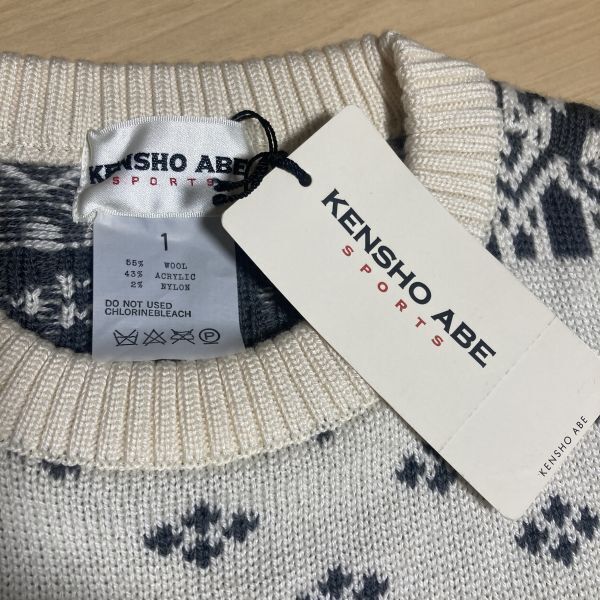 KENSHO ABE
SPORTS
1
55% WOOL
43% ACRYLIC
2% NYLON
DO NOT USED
CHLORINEBLEACH
P
KENSHO ABE
SPORTS
KENSHO ABE